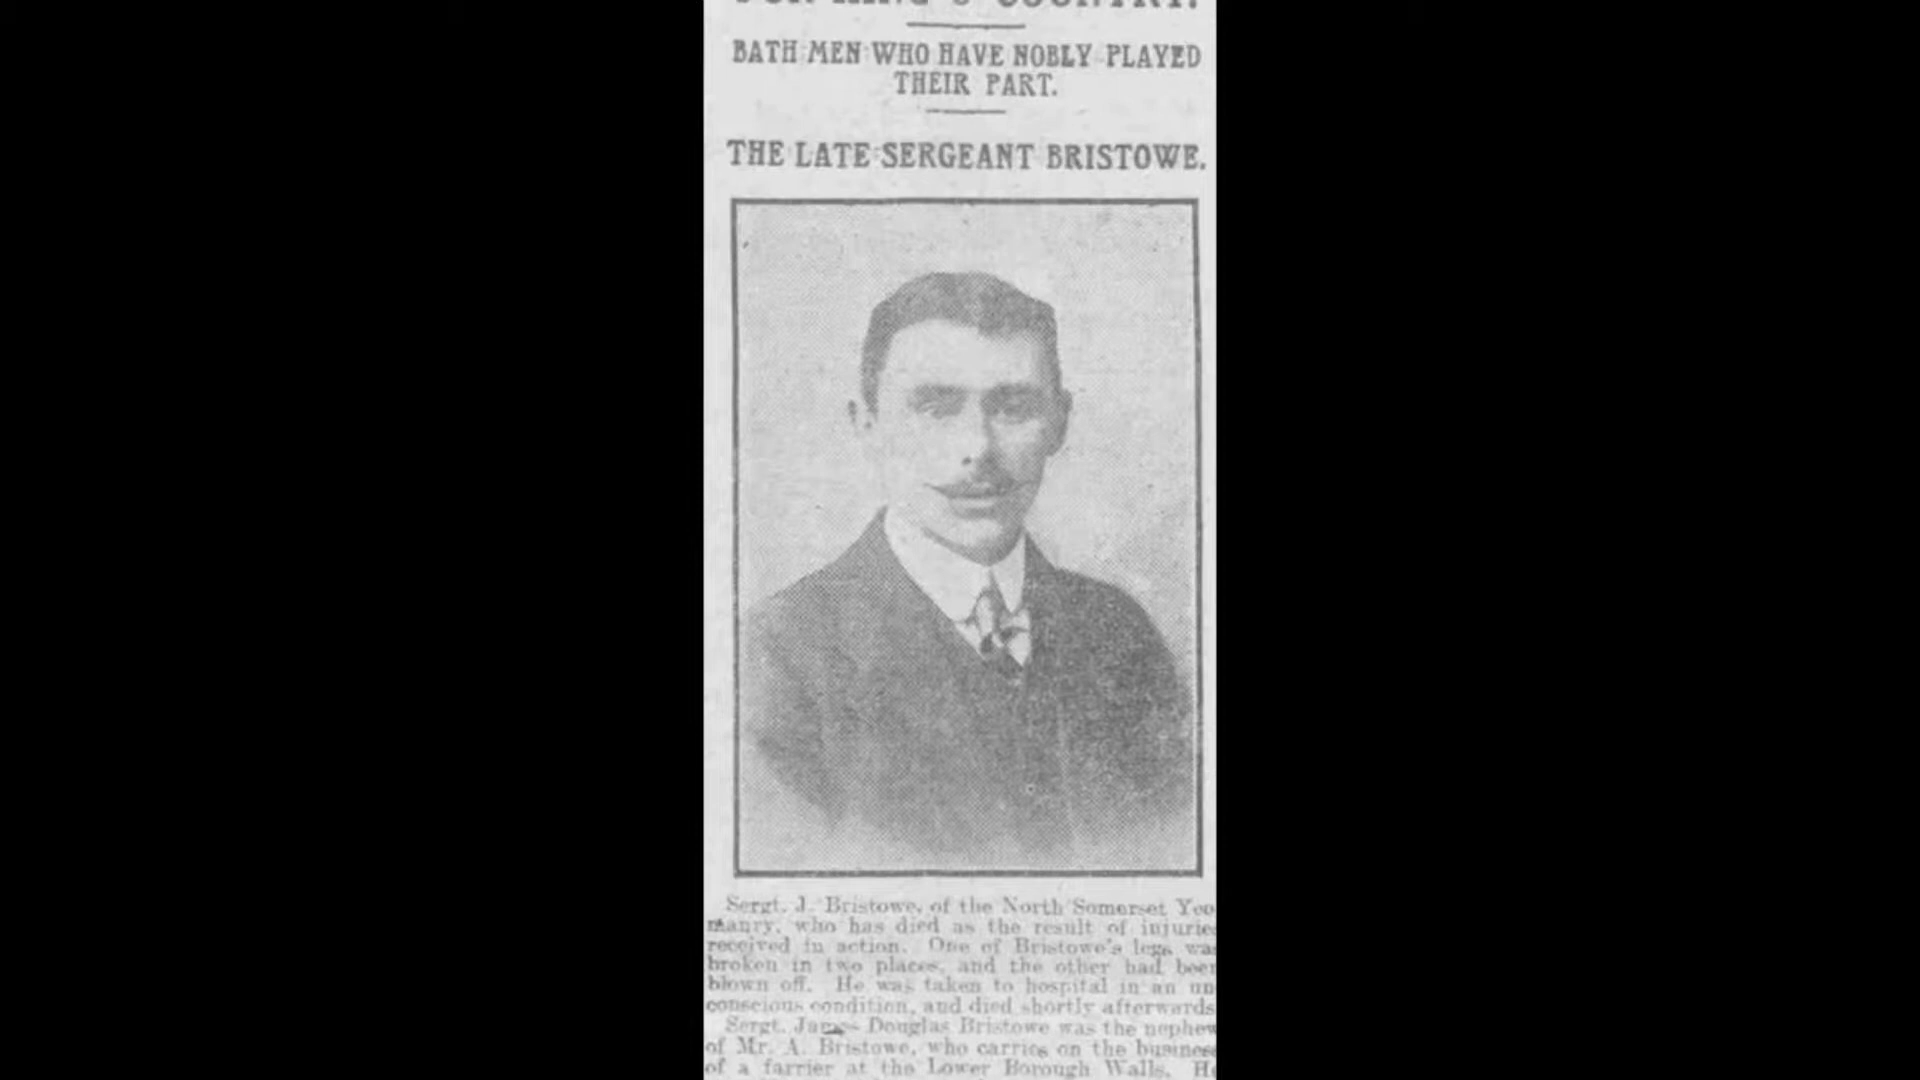 FOR KING & COUNTRY.
BATH MEN WHO HAVE NOBLY PLAYED
THEIR PART.
THE LATE SERGEANT BRISTOWE.
Sergt. J. Bristowe, of the North Somerset Yeo-
manry, who has died as the result of injuries
received in action. One of Bristowe's legs was
broken in two places, and the other had been
blown off. He was taken to hospital in an un-
conscious condition, and died shortly afterwards
Sergt. James Douglas Bristowe was the nephew
of Mr. A. Bristowe, who carries on the business
of a farrier at the Lower Borough Walls. He